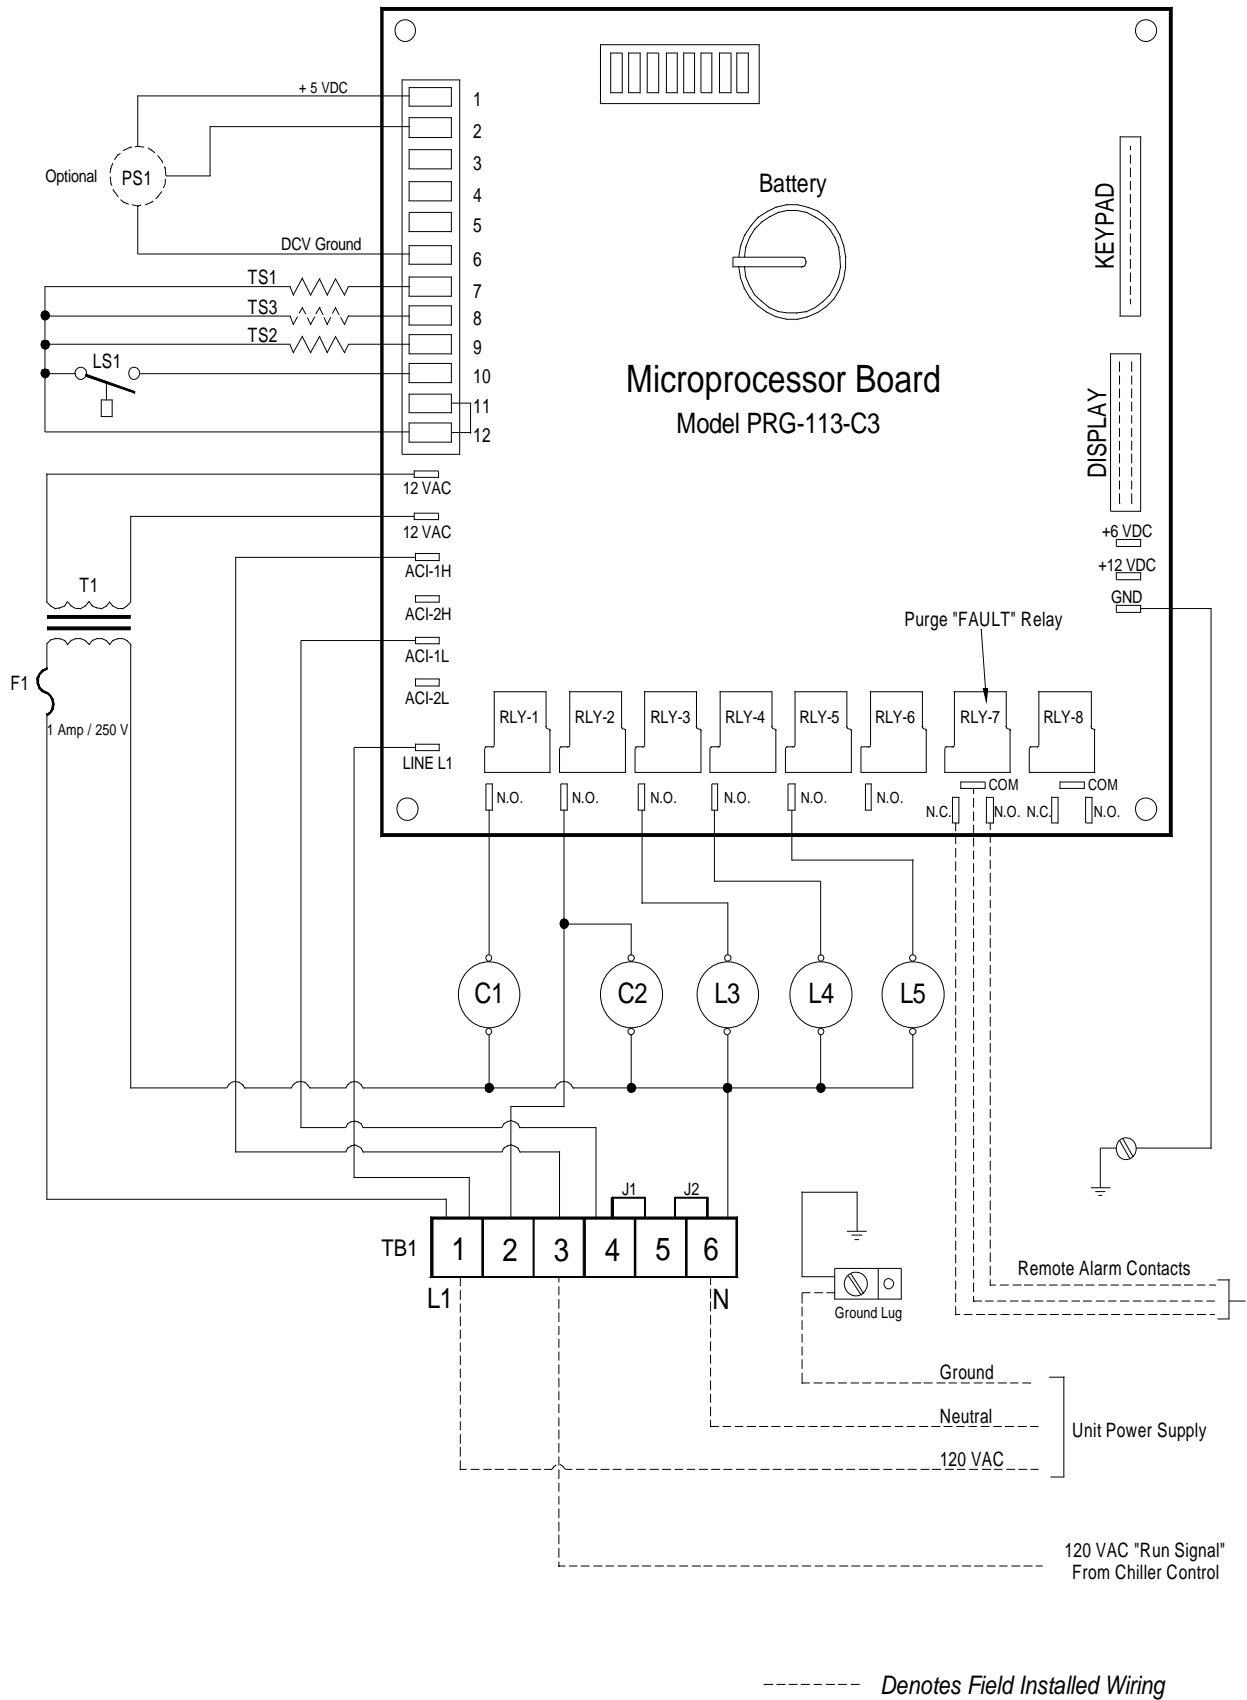 + 5 VDC
1
2
3
4
5
6
7
8
9
10
11
12
Optional
PS1
DCV Ground
TS1
TS3
TS2
LS1
Battery
KEYPAD
Microprocessor Board
Model PRG-113-C3
DISPLAY
12 VAC
12 VAC
ACI-1H
ACI-2H
ACI-1L
ACI-2L
LINE L1
+6 VDC
+12 VDC
GND
T1
F1
1 Amp / 250 V
Purge "FAULT" Relay
RLY-1
RLY-2
RLY-3
RLY-4
RLY-5
RLY-6
RLY-7
RLY-8
COM
COM
N.O.
N.O.
N.O.
N.O.
N.O.
N.O.
N.C.
N.O.
N.C.
N.O.
C1
C2
L3
L4
L5
J1
J2
TB1
1
2
3
4
5
6
L1
N
Ground Lug
Remote Alarm Contacts
Ground
Neutral
120 VAC
Unit Power Supply
120 VAC "Run Signal"
From Chiller Control
Denotes Field Installed Wiring